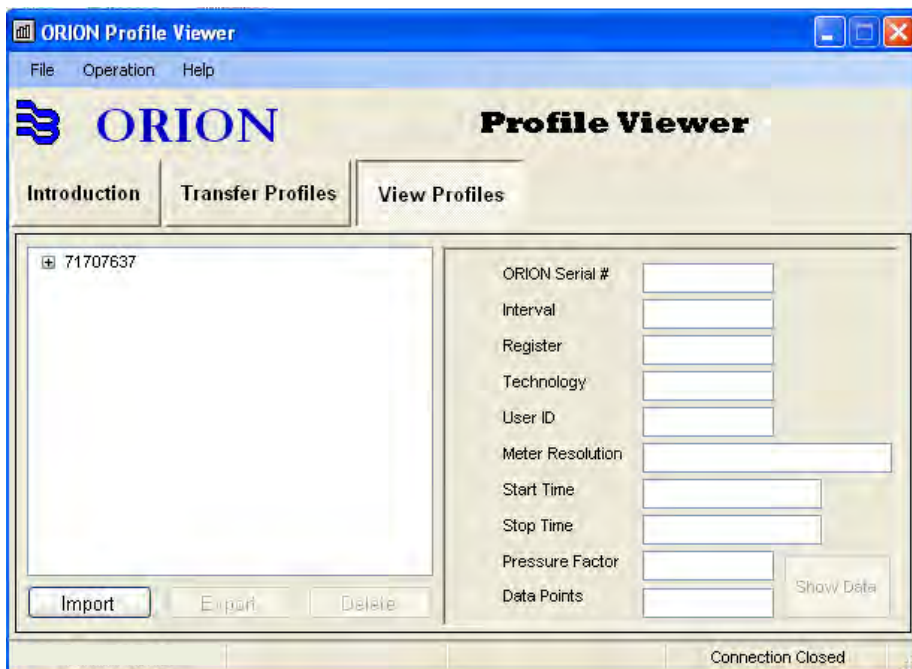 ORION Profile Viewer
File Operation Help
ORION Profile Viewer
Introduction Transfer Profiles View Profiles
71707637
ORION Serial #
Interval
Register
Technology
User ID
Meter Resolution
Start Time
Stop Time
Pressure Factor
Data Points
Show Data
Import Export Delete
Connection Closed